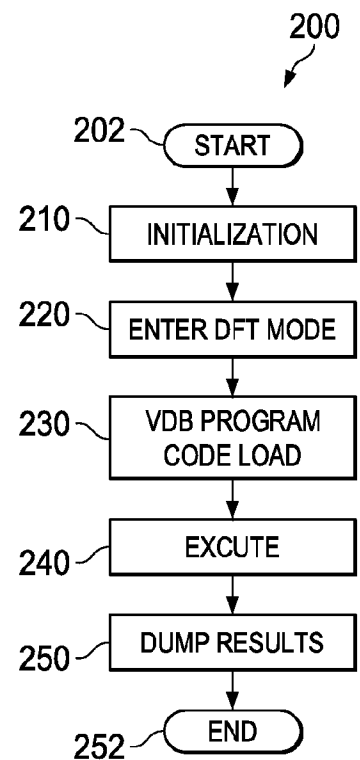 200
202
START
210
INITIALIZATION
220
ENTER DFT MODE
230
VDB PROGRAM
CODE LOAD
240
EXCUTE
250
DUMP RESULTS
252
END